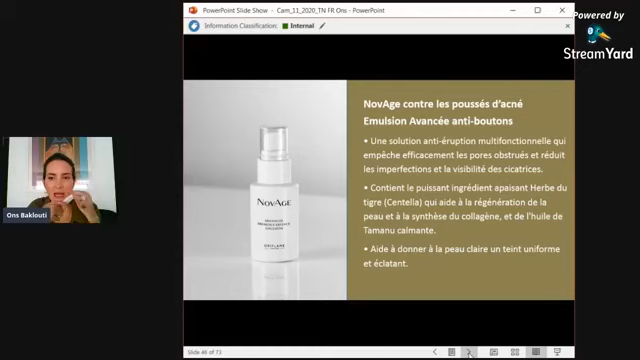 PowerPoint Slide Show - Cam_11_2020_TN FR Ons - PowerPoint
Powered by
StreamYard
Information Classification: Internal
NovAge contre les poussés d'acné
Emulsion Avancée anti-boutons
• Une solution anti-éruption multifonctionnelle qui
empêche efficacement les pores obstrués et réduit
les imperfections et la visibilité des cicatrices.
• Contient le puissant ingrédient apaisant Herbe du
tigre (Centella) qui aide à la régénération de la
peau et à la synthèse du collagène, et de l'huile de
Tamanu calmante.
• Aide à donner à la peau claire un teint uniforme
et éclatant.
NOVAGE
ORIFLAME
Ons Baklouti
Slide 46 of 73